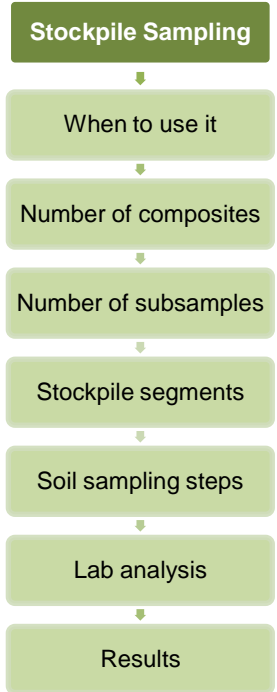 Stockpile Sampling
When to use it
Number of composites
Number of subsamples
Stockpile segments
Soil sampling steps
Lab analysis
Results